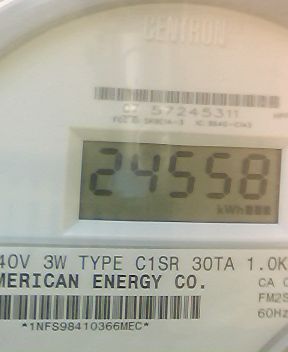 CENTRON
57245311
24558
kWh
40V 3W TYPE C1SR 30TA 1.0K
MERICAN ENERGY CO.
CA
FM2S
60Hz
*1NFS98410366MEC*